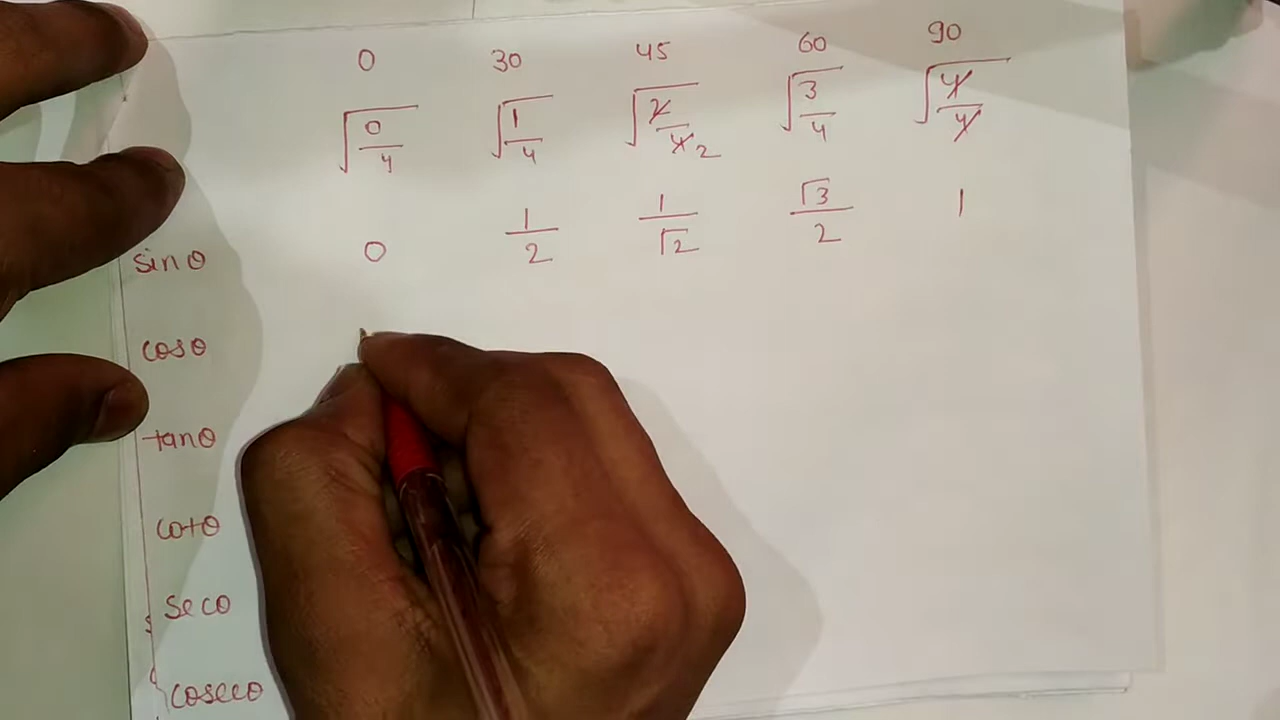 0 30 45 60 90
√0/4 √1/4 √2/4 2 √3/4 √4/4
sinθ 0 1/2 1/√2 √3/2 1
cosθ
tanθ
cotθ
secθ
cosecθ